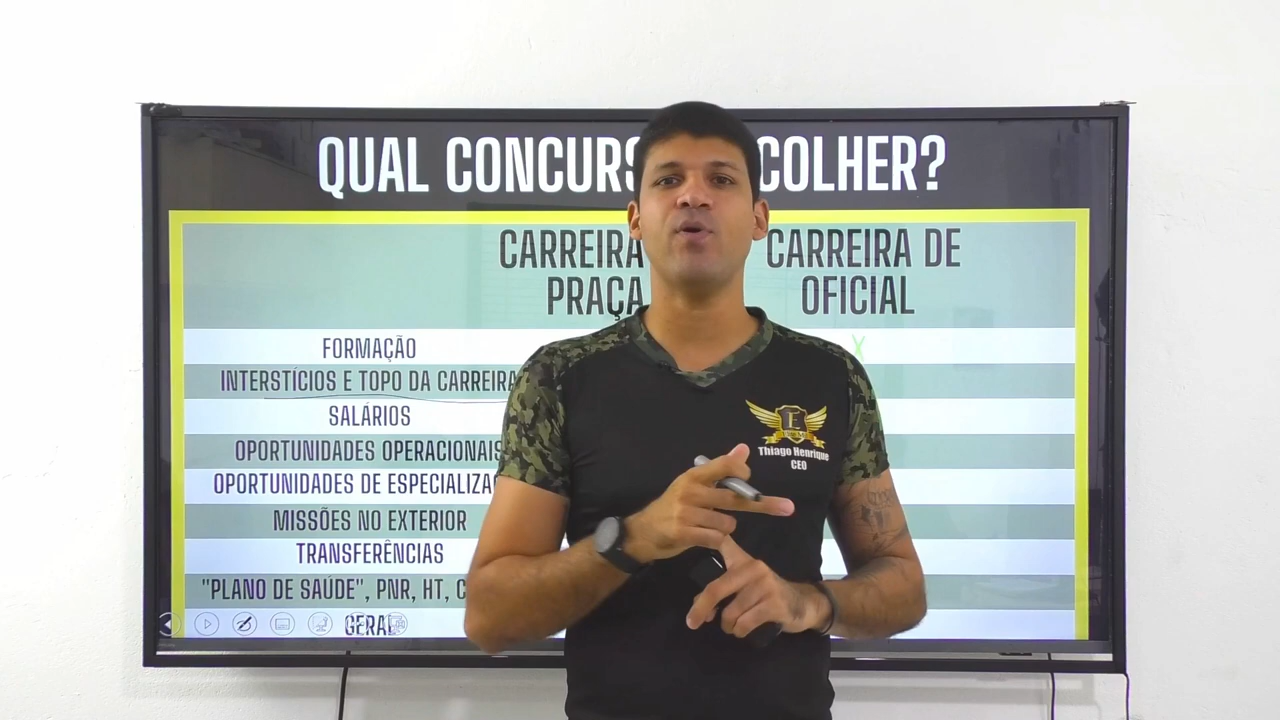 QUAL CONCURS COLHER?
CARREIRA
PRAÇA
CARREIRA DE
OFICIAL
FORMAÇÃO
X
INTERSTÍCIOS E TOPO DA CARREIRA
SALÁRIOS
OPORTUNIDADES OPERACIONAIS
OPORTUNIDADES DE ESPECIALIZAÇ
MISSÕES NO EXTERIOR
TRANSFERÊNCIAS
"PLANO DE SAÚDE", PNR, HT, C
GERAL
E
Thiago Henrique
CEO